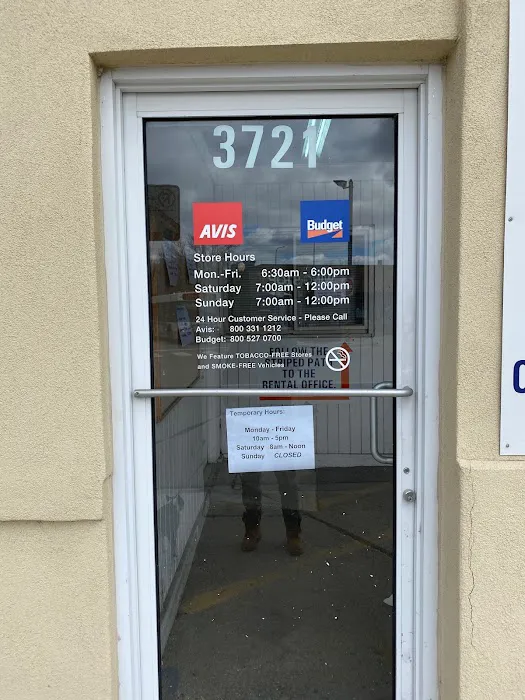 3721
AVIS
Budget
Store Hours
Mon.-Fri. 6:30am - 6:00pm
Saturday 7:00am - 12:00pm
Sunday 7:00am - 12:00pm
24 Hour Customer Service - Please Call
Avis: 800 331 1212
Budget: 800 527 0700
We Feature TOBACCO-FREE Stores
and SMOKE-FREE Vehicles
FOLLOW THE
STRIPED
TO THE
RENTAL OFFICE.
Temporary Hours:
Monday - Friday
10am - 5pm
Saturday 8am - Noon
Sunday CLOSED